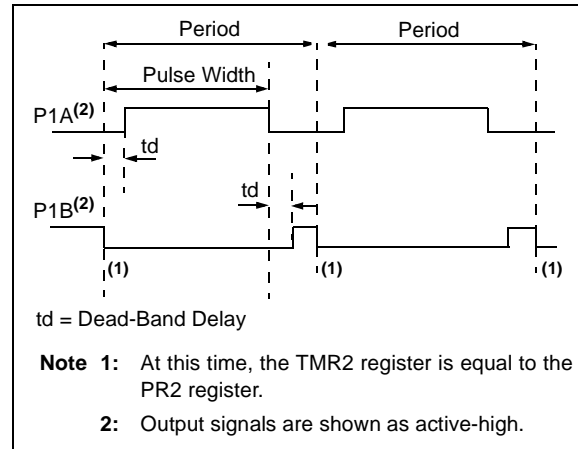 Period Period
Pulse Width
P1A(2)
td
td
P1B(2)
(1) (1) (1)
td = Dead-Band Delay
Note 1: At this time, the TMR2 register is equal to the
PR2 register.
2: Output signals are shown as active-high.